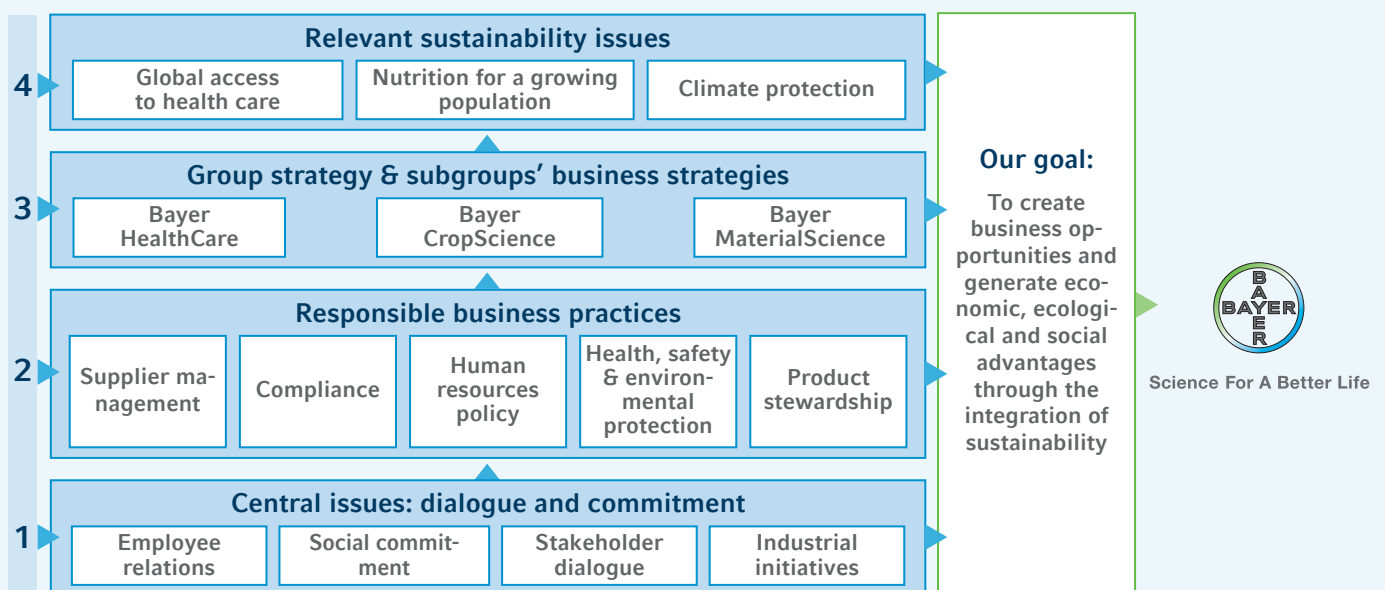 4
Relevant sustainability issues
Global access
to health care
Nutrition for a growing
population
Climate protection
3
Group strategy & subgroups’ business strategies
Bayer
HealthCare
Bayer
CropScience
Bayer
MaterialScience
2
Responsible business practices
Supplier ma-
nagement
Compliance
Human
resources
policy
Health, safety
& environ-
mental
protection
Product
stewardship
1
Central issues: dialogue and commitment
Employee
relations
Social commit-
ment
Stakeholder
dialogue
Industrial
initiatives
Our goal:
To create
business op-
portunities and
generate eco-
nomic, ecologi-
cal and social
advantages
through the
integration of
sustainability
BAYER
BAYER
Science For A Better Life